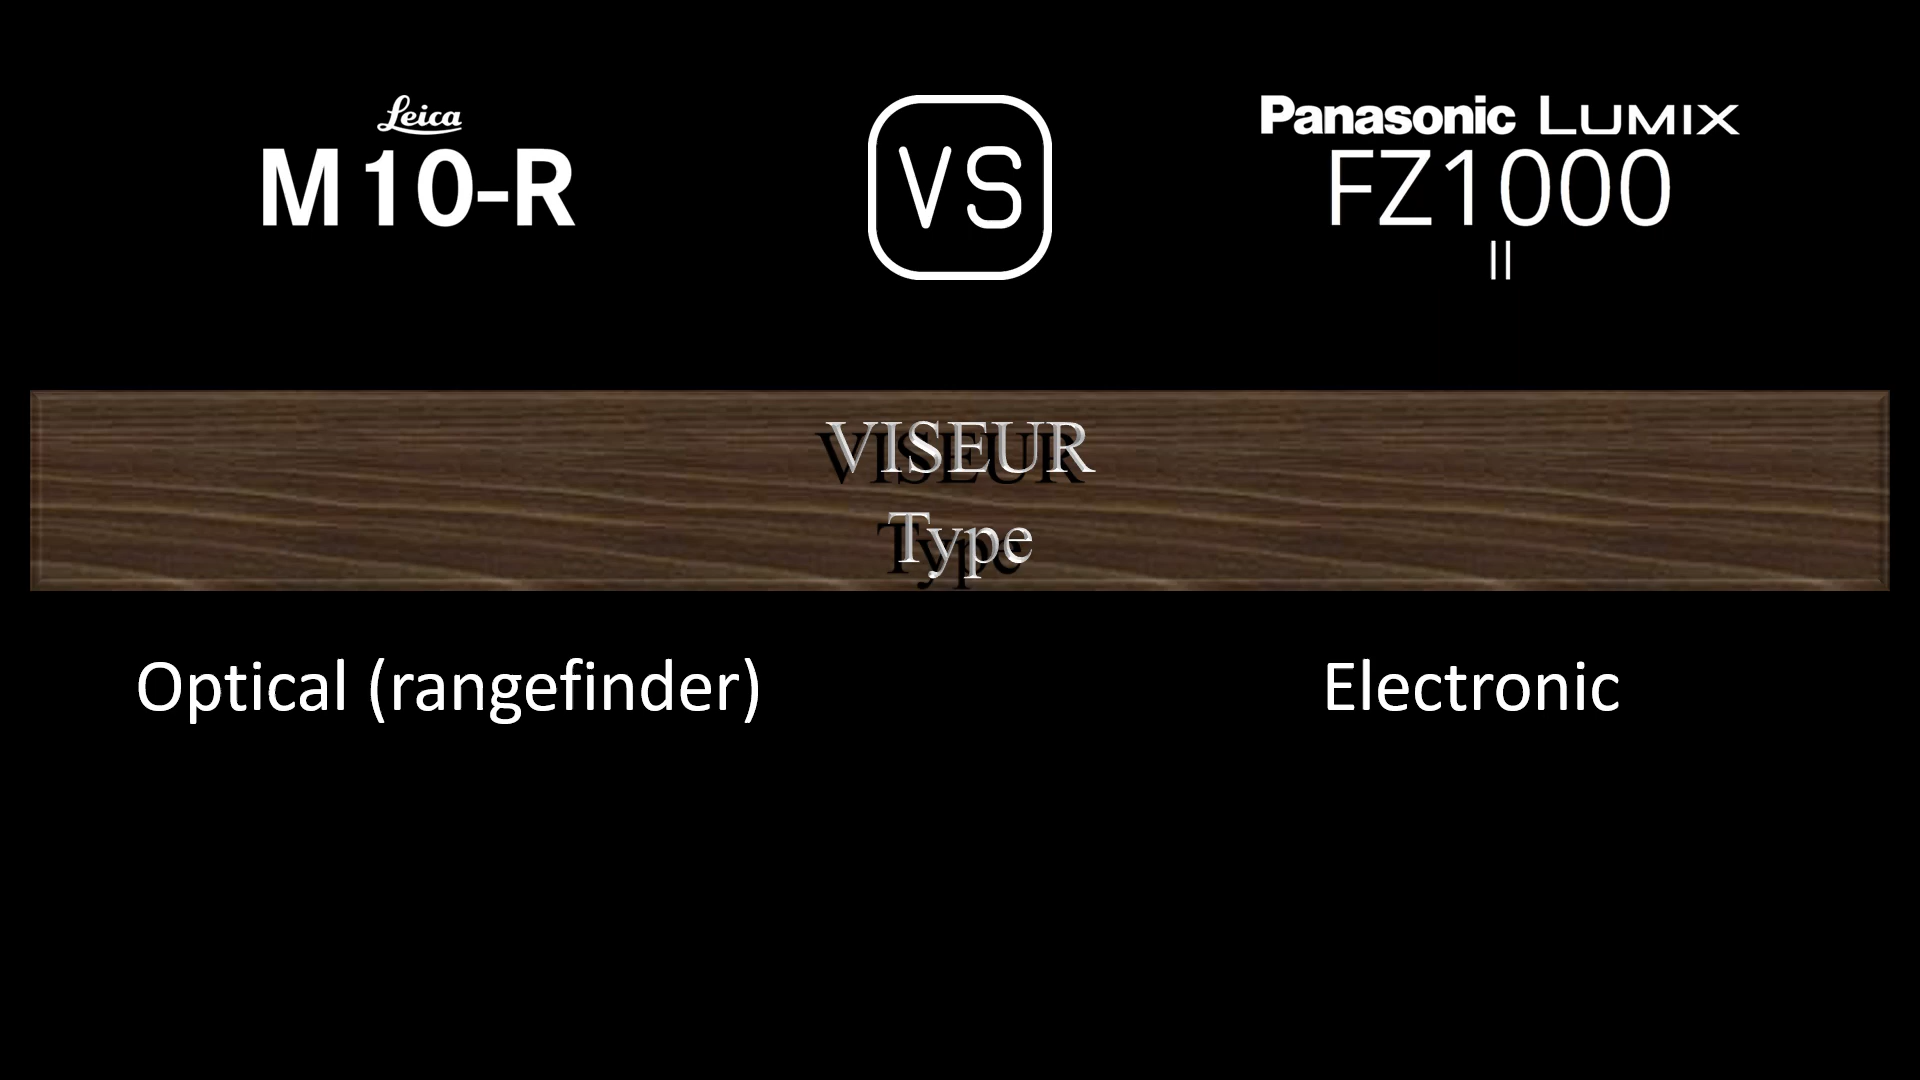 Leica
M10-R
VS
Panasonic LUMIX
FZ1000
II
VISEUR
Type
Optical (rangefinder)
Electronic